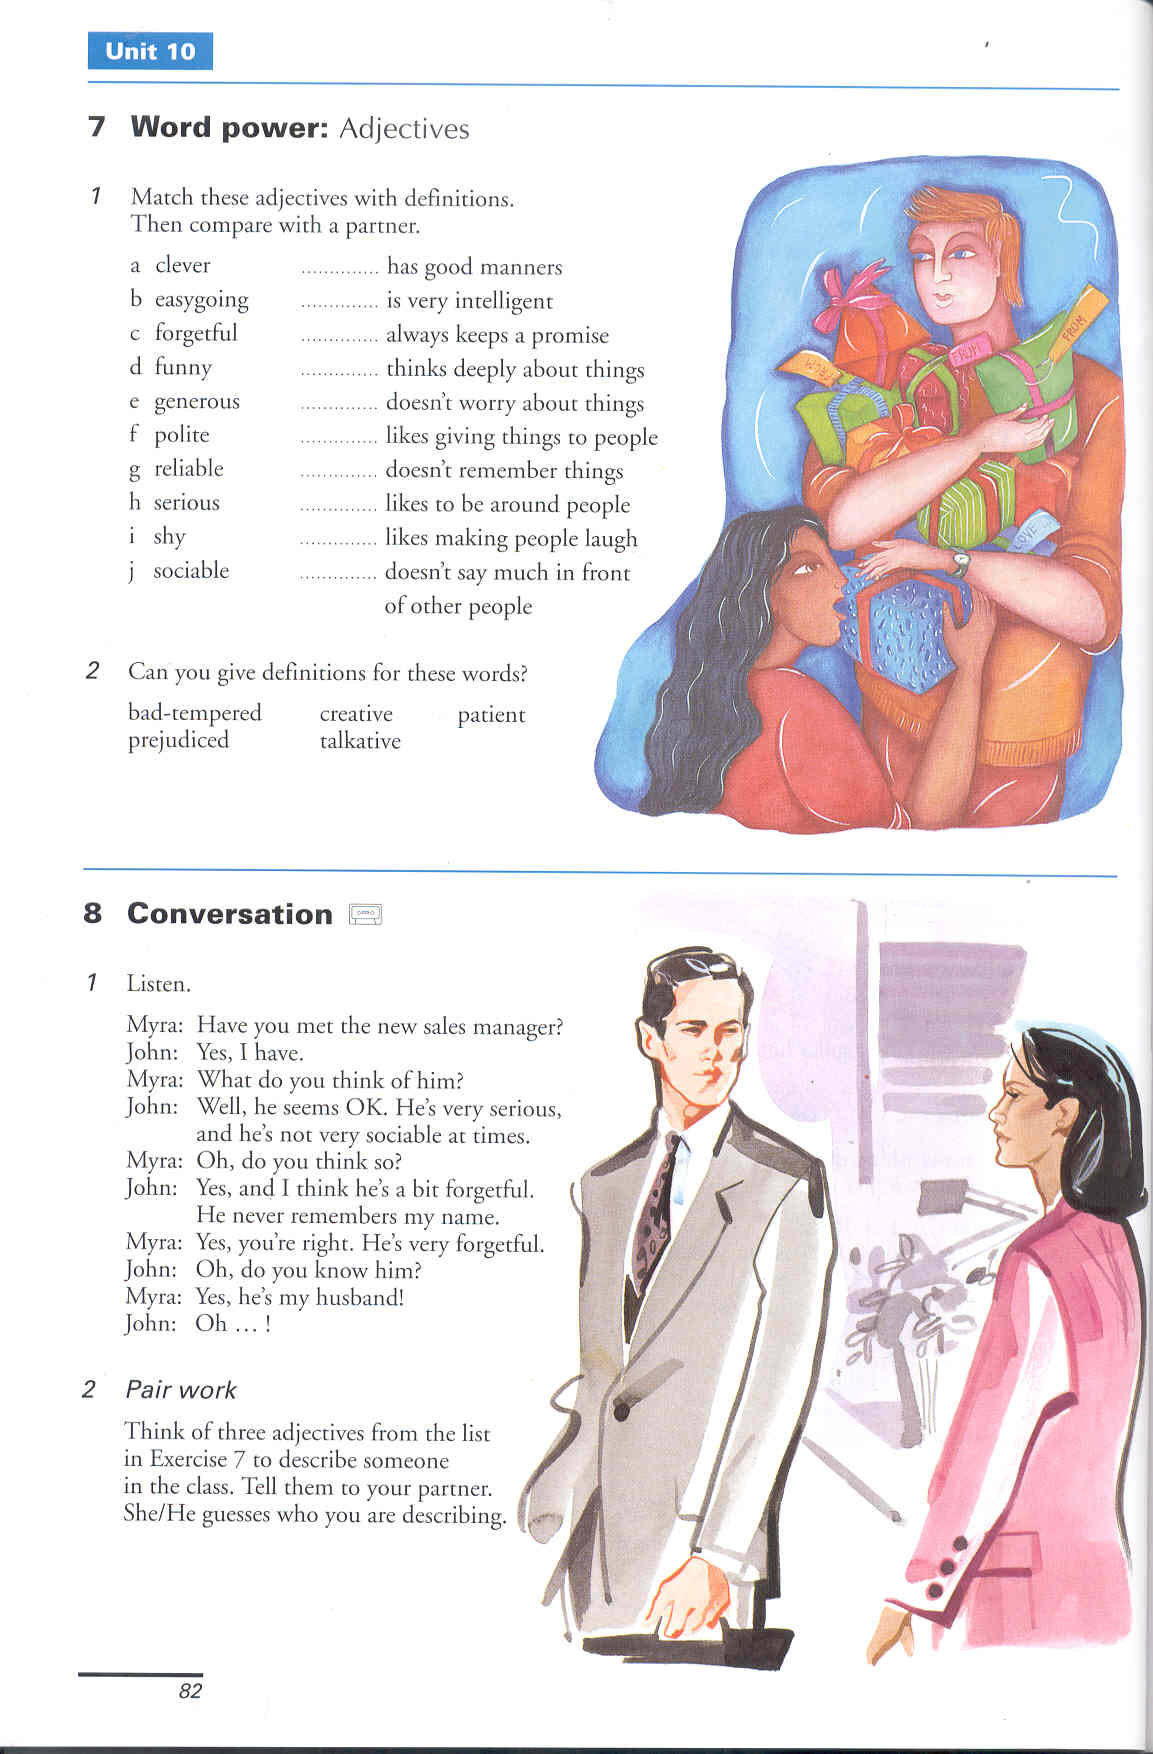 Unit 10
7 Word power: Adjectives
1 Match these adjectives with definitions.
Then compare with a partner.
a clever .............. has good manners
b easygoing .............. is very intelligent
c forgetful .............. always keeps a promise
d funny .............. thinks deeply about things
e generous .............. doesn't worry about things
f polite .............. likes giving things to people
g reliable .............. doesn't remember things
h serious .............. likes to be around people
i shy .............. likes making people laugh
j sociable .............. doesn't say much in front
of other people
FROM
FROM
FROM
LOVE
2 Can you give definitions for these words?
bad-tempered creative patient
prejudiced talkative
8 Conversation
1 Listen.
Myra: Have you met the new sales manager?
John: Yes, I have.
Myra: What do you think of him?
John: Well, he seems OK. He's very serious,
and he's not very sociable at times.
Myra: Oh, do you think so?
John: Yes, and I think he's a bit forgetful.
He never remembers my name.
Myra: Yes, you're right. He's very forgetful.
John: Oh, do you know him?
Myra: Yes, he's my husband!
John: Oh ... !
2 Pair work
Think of three adjectives from the list
in Exercise 7 to describe someone
in the class. Tell them to your partner.
She/He guesses who you are describing.
82